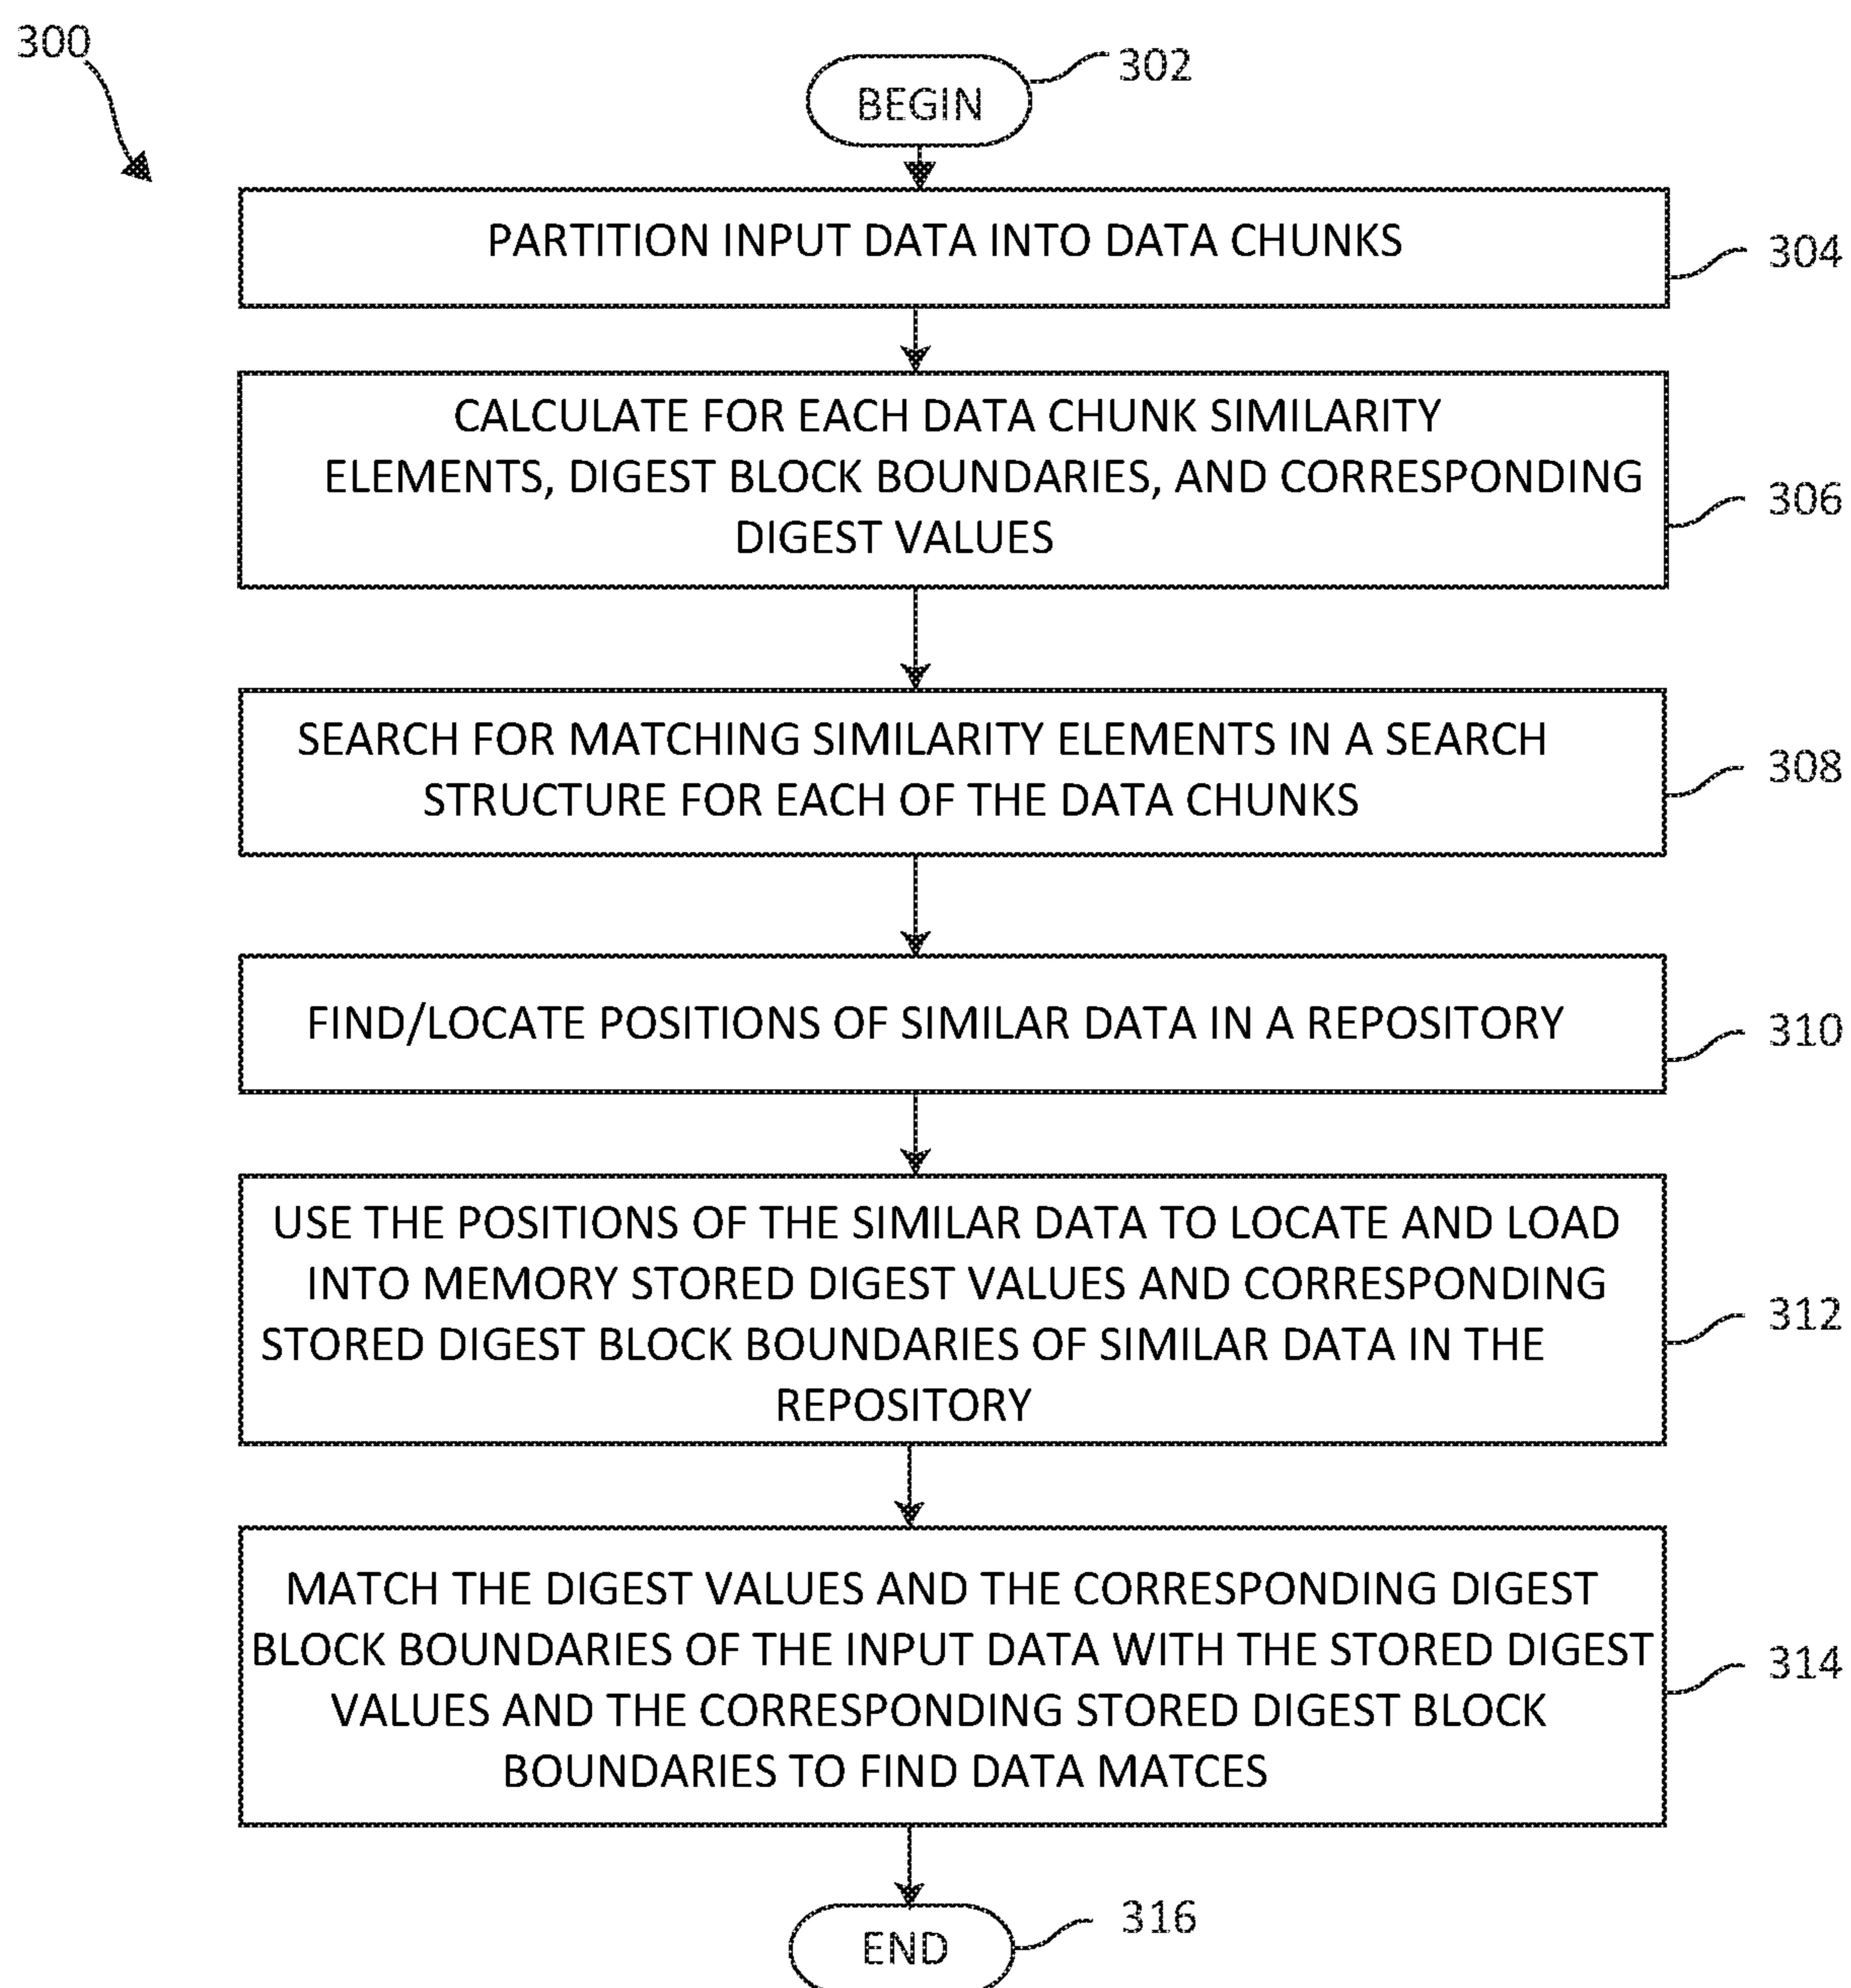 300
BEGIN
302
PARTITION INPUT DATA INTO DATA CHUNKS
304
CALCULATE FOR EACH DATA CHUNK SIMILARITY
ELEMENTS, DIGEST BLOCK BOUNDARIES, AND CORRESPONDING
DIGEST VALUES
306
SEARCH FOR MATCHING SIMILARITY ELEMENTS IN A SEARCH
STRUCTURE FOR EACH OF THE DATA CHUNKS
308
FIND/LOCATE POSITIONS OF SIMILAR DATA IN A REPOSITORY
310
USE THE POSITIONS OF THE SIMILAR DATA TO LOCATE AND LOAD
INTO MEMORY STORED DIGEST VALUES AND CORRESPONDING
STORED DIGEST BLOCK BOUNDARIES OF SIMILAR DATA IN THE
REPOSITORY
312
MATCH THE DIGEST VALUES AND THE CORRESPONDING DIGEST
BLOCK BOUNDARIES OF THE INPUT DATA WITH THE STORED DIGEST
VALUES AND THE CORRESPONDING STORED DIGEST BLOCK
BOUNDARIES TO FIND DATA MATCES
314
END
316